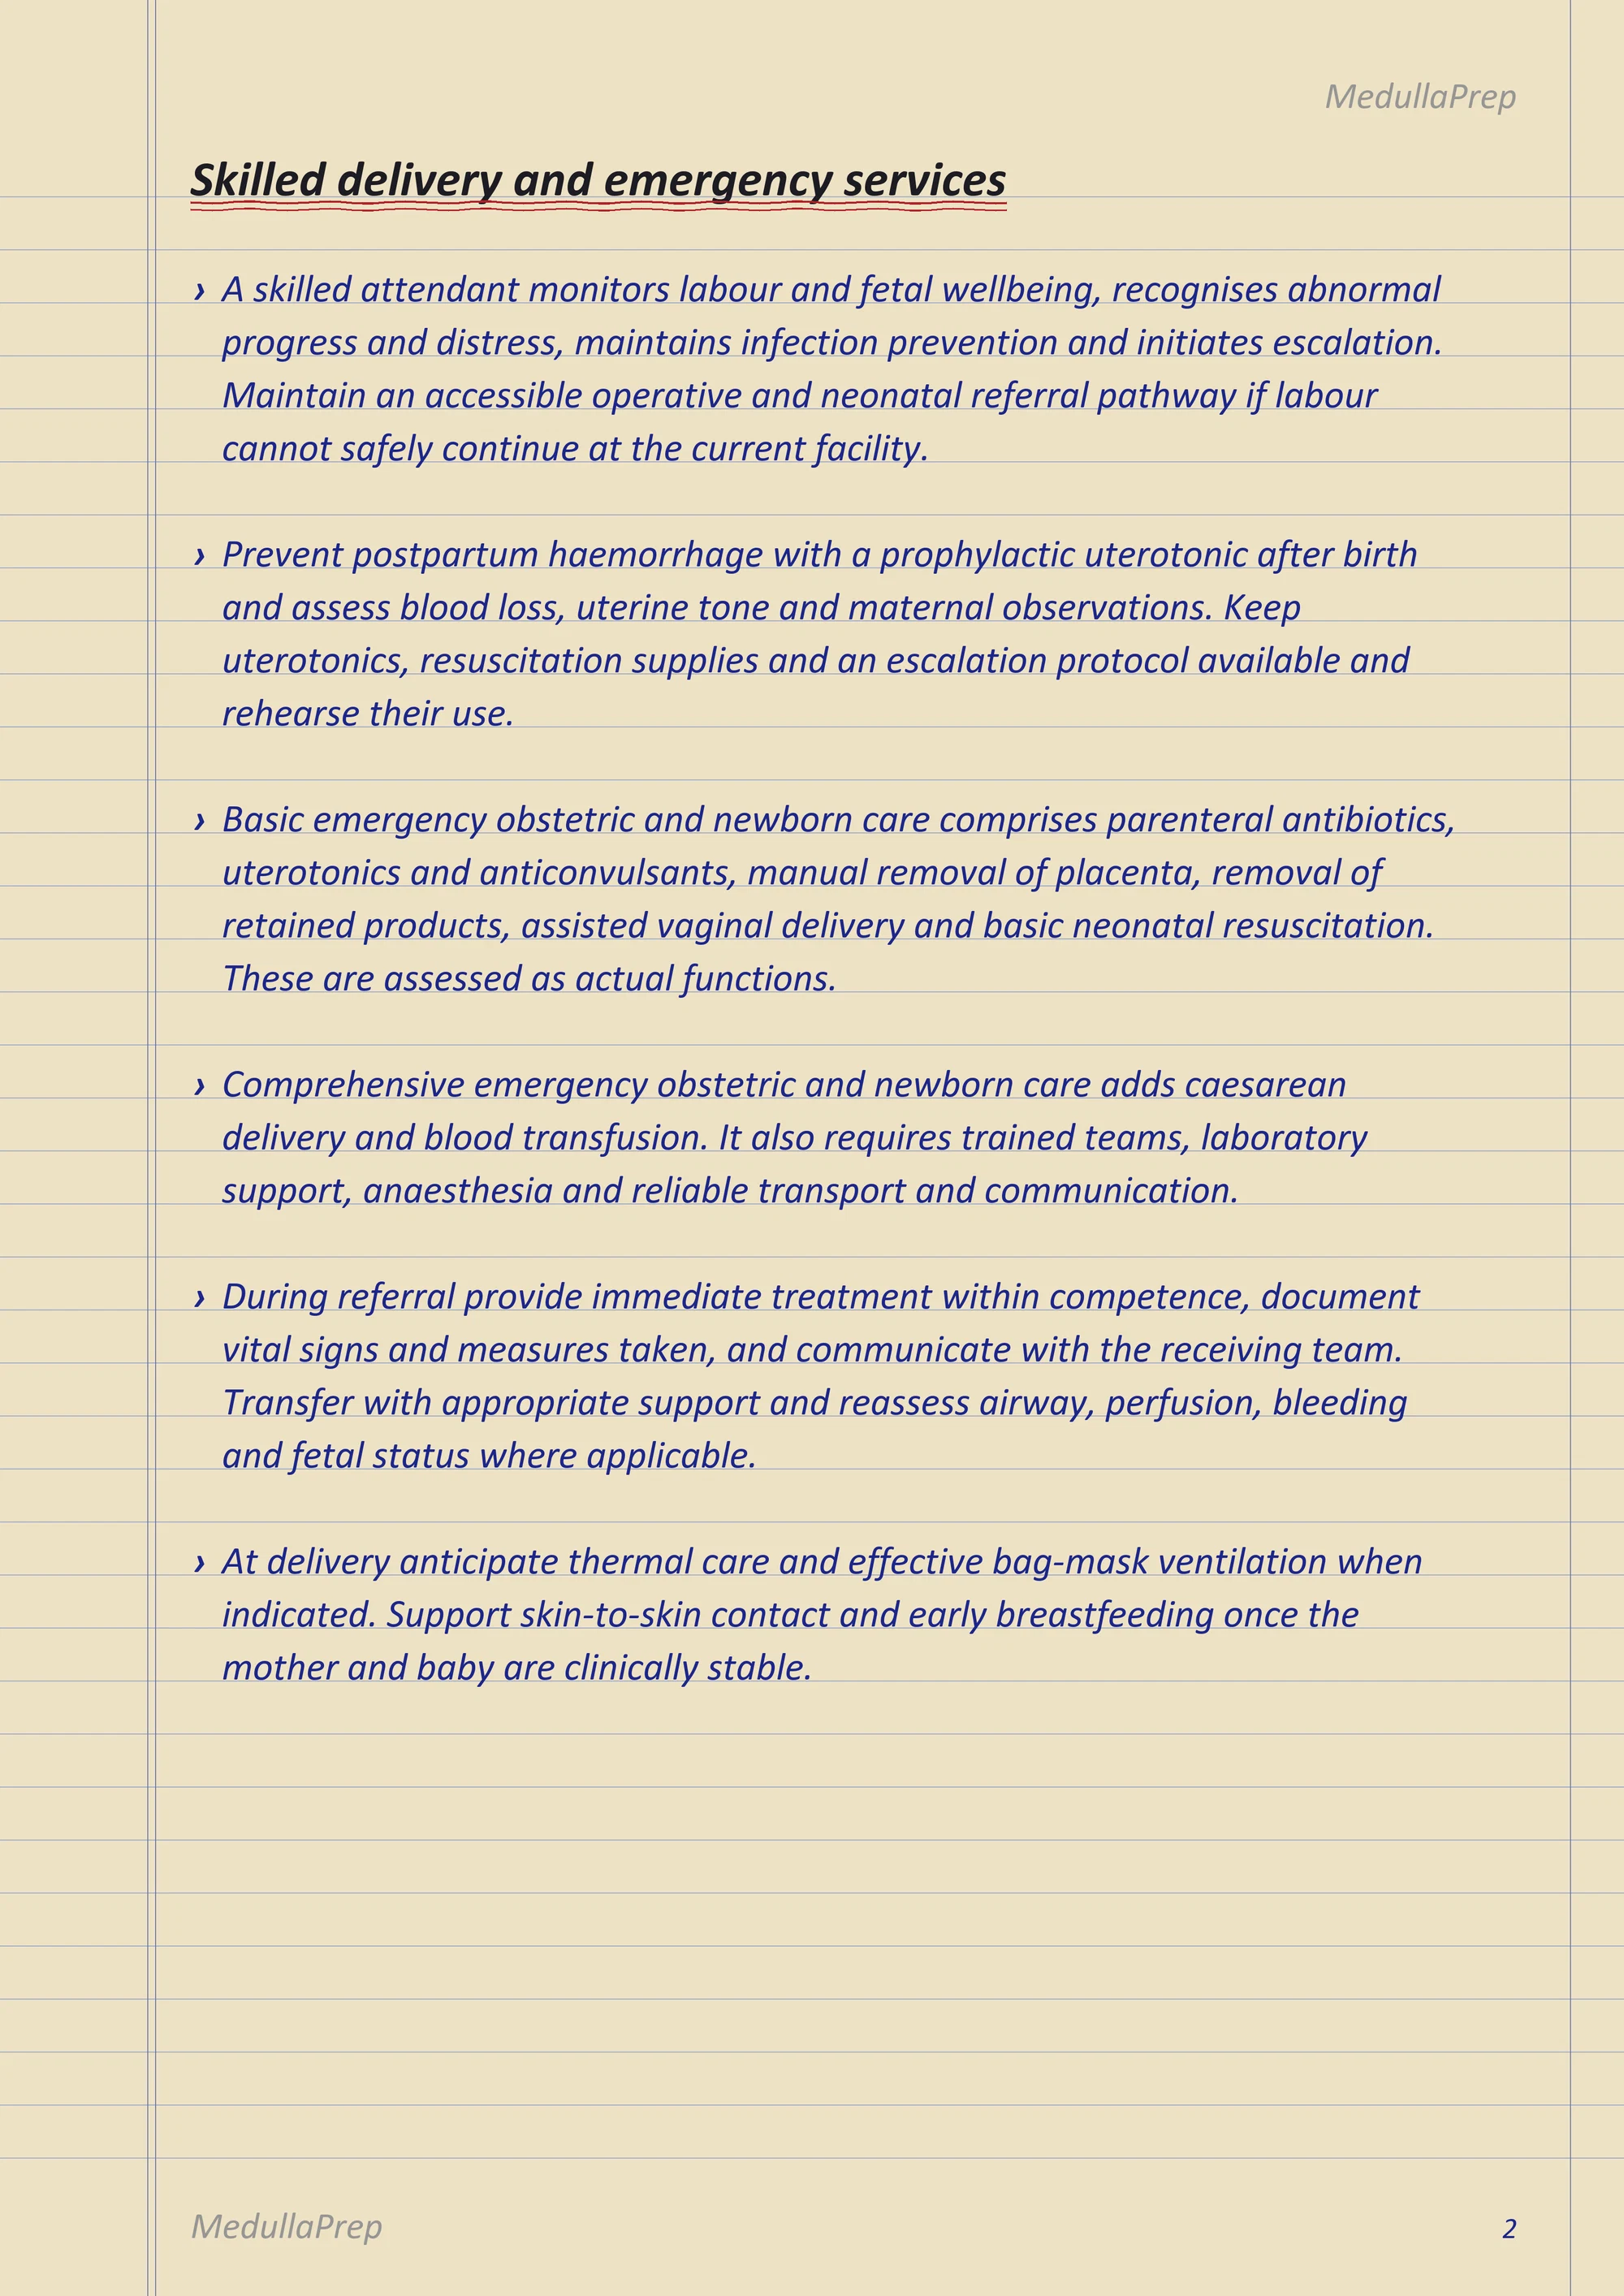 MedullaPrep
Skilled delivery and emergency services
› A skilled attendant monitors labour and fetal wellbeing, recognises abnormal
progress and distress, maintains infection prevention and initiates escalation.
Maintain an accessible operative and neonatal referral pathway if labour
cannot safely continue at the current facility.
› Prevent postpartum haemorrhage with a prophylactic uterotonic after birth
and assess blood loss, uterine tone and maternal observations. Keep
uterotonics, resuscitation supplies and an escalation protocol available and
rehearse their use.
› Basic emergency obstetric and newborn care comprises parenteral antibiotics,
uterotonics and anticonvulsants, manual removal of placenta, removal of
retained products, assisted vaginal delivery and basic neonatal resuscitation.
These are assessed as actual functions.
› Comprehensive emergency obstetric and newborn care adds caesarean
delivery and blood transfusion. It also requires trained teams, laboratory
support, anaesthesia and reliable transport and communication.
› During referral provide immediate treatment within competence, document
vital signs and measures taken, and communicate with the receiving team.
Transfer with appropriate support and reassess airway, perfusion, bleeding
and fetal status where applicable.
› At delivery anticipate thermal care and effective bag-mask ventilation when
indicated. Support skin-to-skin contact and early breastfeeding once the
mother and baby are clinically stable.
MedullaPrep
2